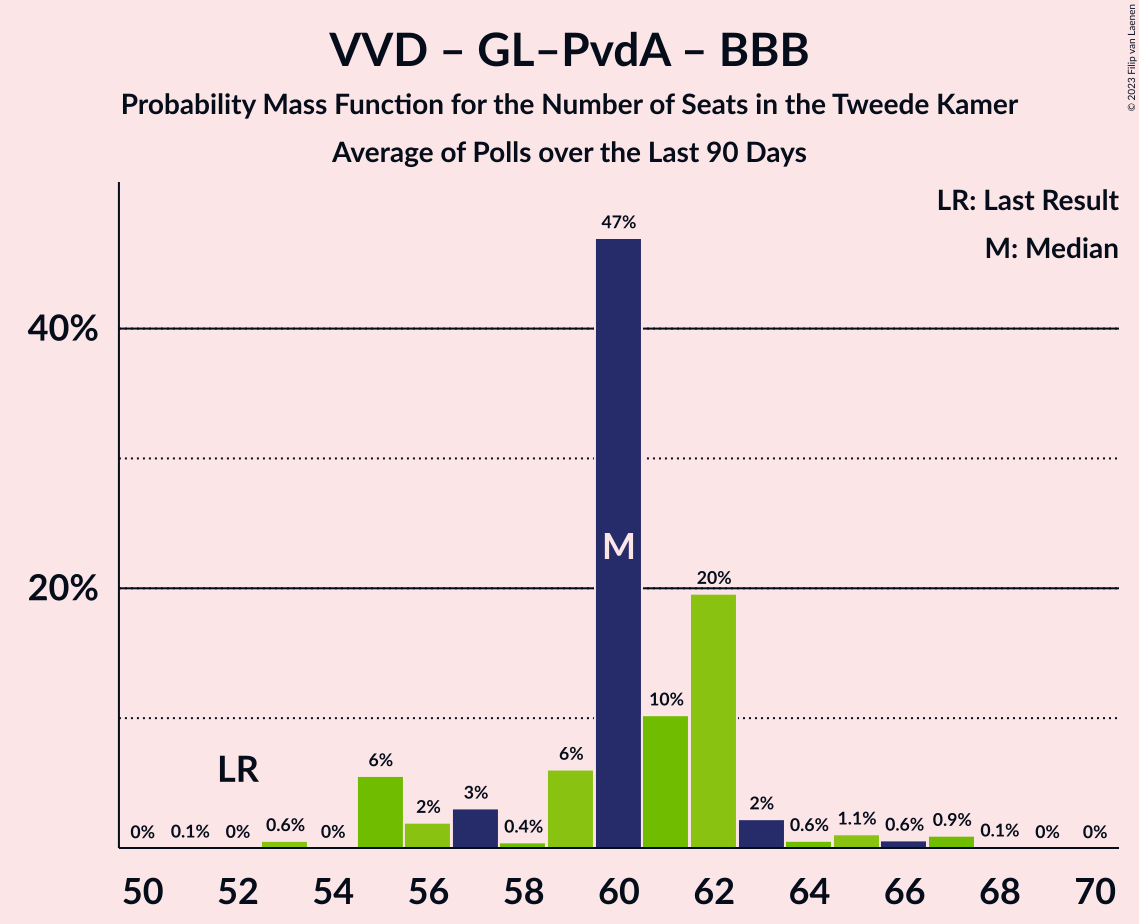 VVD – GL–PvdA – BBB
Probability Mass Function for the Number of Seats in the Tweede Kamer
Average of Polls over the Last 90 Days
© 2023 Filip van Laenen
LR: Last Result
M: Median
47%
40%
M
20%
20%
10%
LR
6%
2%
3%
6%
2%
0%
0.1%
0%
0.6%
0%
0.4%
0.6%
1.1%
0.6%
0.9%
0.1%
0%
0%
50 52 54 56 58 60 62 64 66 68 70